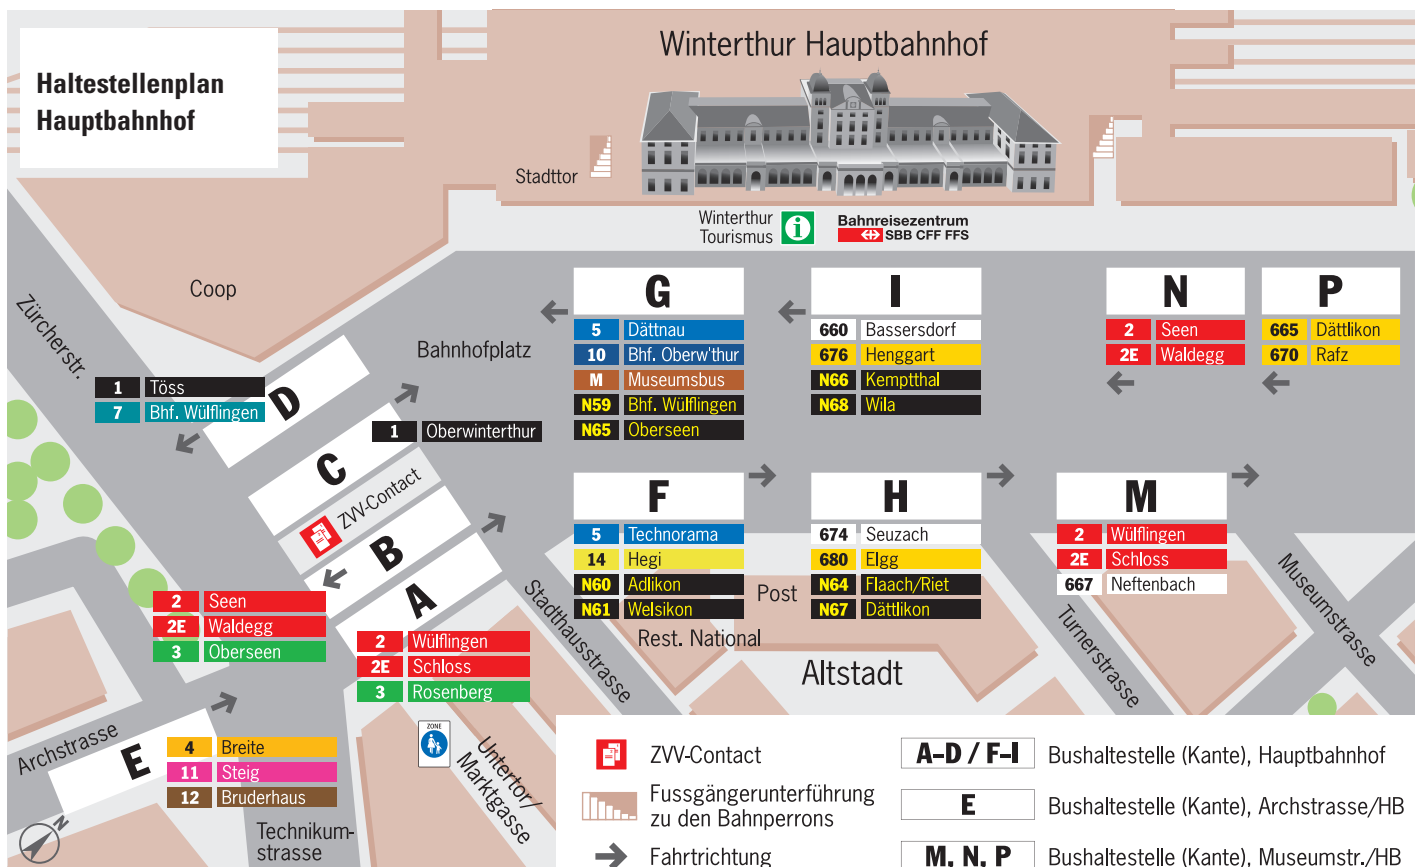 Haltestellenplan
Hauptbahnhof
Winterthur Hauptbahnhof
Stadttor
Winterthur
Tourismus
i
Bahnreisezentrum
SBB CFF FFS
Coop
Zürcherstr.
Bahnhofplatz
G
5 Dättnau
10 Bhf. Oberw'thur
M Museumsbus
N59 Bhf. Wülflingen
N65 Oberseen
I
660 Bassersdorf
676 Henggart
N66 Kemptthal
N68 Wila
N
2 Seen
2E Waldegg
P
665 Dättlikon
670 Rafz
D
1 Töss
7 Bhf. Wülflingen
C
1 Oberwinterthur
ZVV-Contact
B
2 Seen
2E Waldegg
3 Oberseen
A
2 Wülflingen
2E Schloss
3 Rosenberg
F
5 Technorama
14 Hegi
N60 Adlikon
N61 Welsikon
H
674 Seuzach
680 Elgg
N64 Flaach/Riet
N67 Dättlikon
M
2 Wülflingen
2E Schloss
667 Neftenbach
Post
Rest. National
Altstadt
Stadthausstrasse
Turnerstrasse
Museumstrasse
Archstrasse
E
4 Breite
11 Steig
12 Bruderhaus
Technikum-
strasse
ZONE
Untertor/
Marktgasse
N
ZVV-Contact
Fussgängerunterführung
zu den Bahnperrons
Fahrtrichtung
A–D / F–I Bushaltestelle (Kante), Hauptbahnhof
E Bushaltestelle (Kante), Archstrasse/HB
M, N, P Bushaltestelle (Kante), Museumstr./HB